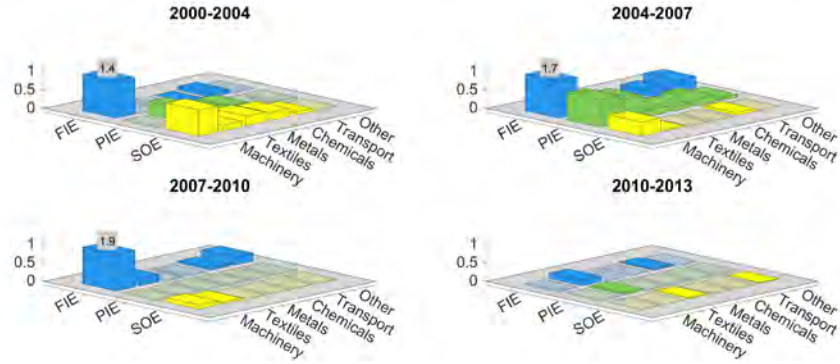 2000-2004
1.4
1
0.5
0
FIE
PIE
SOE
Machinery
Textiles
Metals
Chemicals
Transport
Other
2004-2007
1.7
1
0.5
0
FIE
PIE
SOE
Machinery
Textiles
Metals
Chemicals
Transport
Other
2007-2010
1.9
1
0.5
0
FIE
PIE
SOE
Machinery
Textiles
Metals
Chemicals
Transport
Other
2010-2013
1
0.5
0
FIE
PIE
SOE
Machinery
Textiles
Metals
Chemicals
Transport
Other